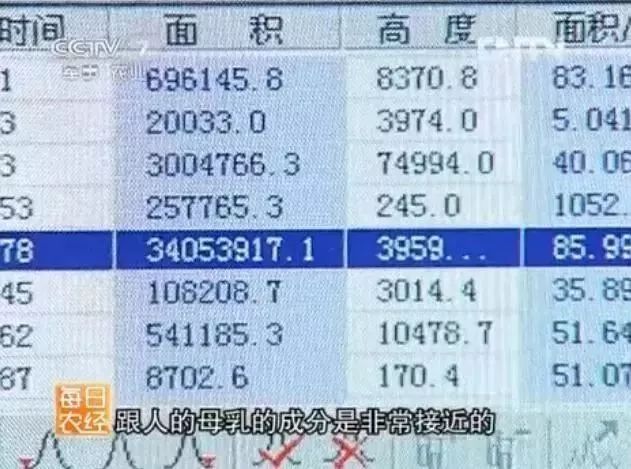 时间 面 积 高 度 面积/
CCTV 7
军事 农业
1 696145.8 8370.8 83.16
3 20033.0 3974.0 5.041
3 3004766.3 74994.0 40.06
53 257765.3 245.0 1052.
78 34053917.1 3959... 85.99
45 106208.7 3014.4 35.89
62 541185.3 10478.7 51.64
87 8702.6 170.4 51.07
每日
农经
跟人的母乳的成分是非常接近的